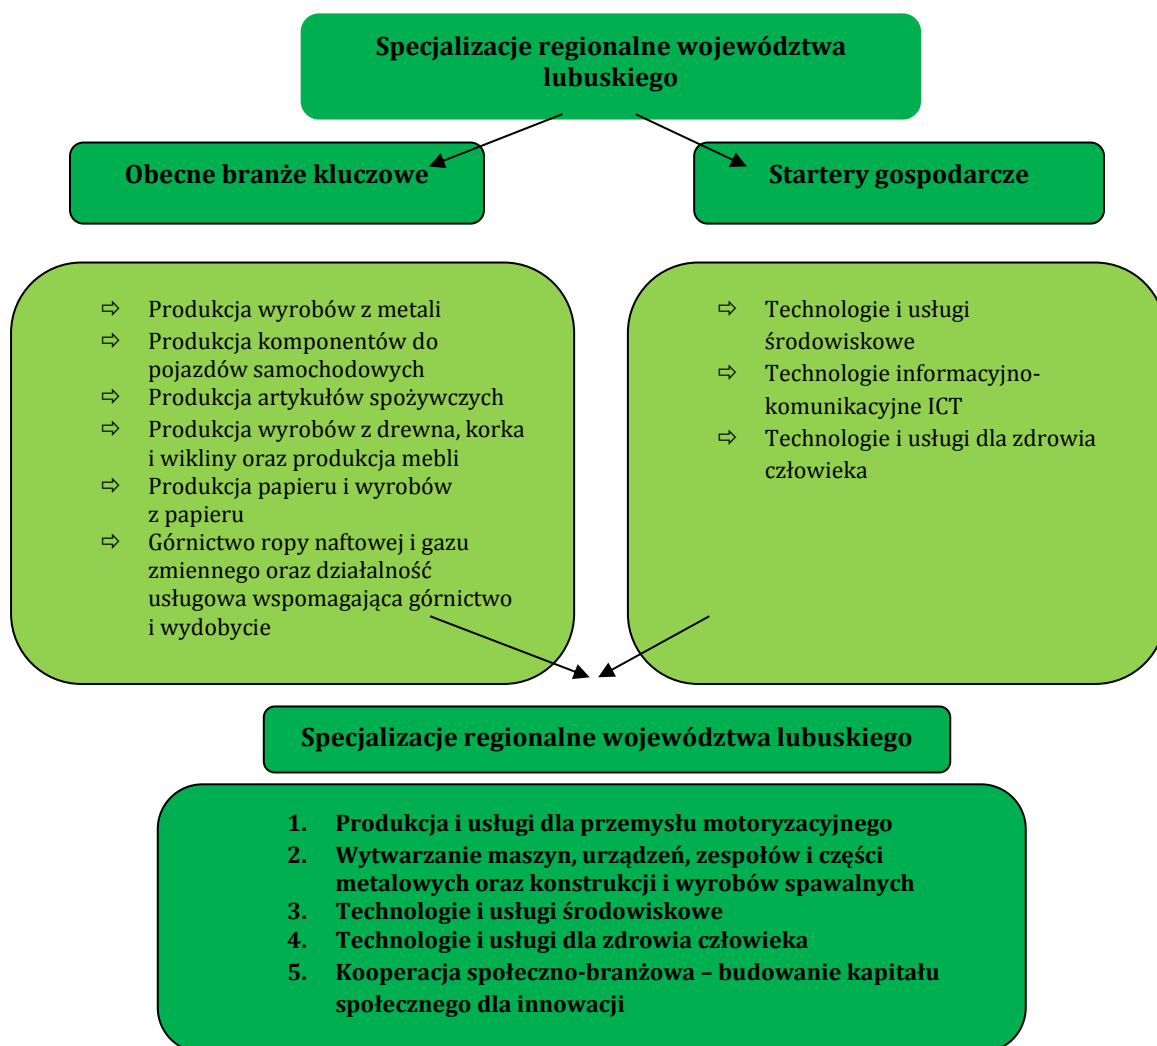 Specjalizacje regionalne województwa
lubuskiego
Obecne branże kluczowe
Startery gospodarcze
⇨ Produkcja wyrobów z metali
⇨ Produkcja komponentów do
pojazdów samochodowych
⇨ Produkcja artykułów spożywczych
⇨ Produkcja wyrobów z drewna, korka
i wikliny oraz produkcja mebli
⇨ Produkcja papieru i wyrobów
z papieru
⇨ Górnictwo ropy naftowej i gazu
zmiennego oraz działalność
usługowa wspomagająca górnictwo
i wydobycie
⇨ Technologie i usługi
środowiskowe
⇨ Technologie informacyjno-
komunikacyjne ICT
⇨ Technologie i usługi dla zdrowia
człowieka
Specjalizacje regionalne województwa lubuskiego
1. Produkcja i usługi dla przemysłu motoryzacyjnego
2. Wytwarzanie maszyn, urządzeń, zespołów i części
metalowych oraz konstrukcji i wyrobów spawalnych
3. Technologie i usługi środowiskowe
4. Technologie i usługi dla zdrowia człowieka
5. Kooperacja społeczno-branżowa – budowanie kapitału
społecznego dla innowacji